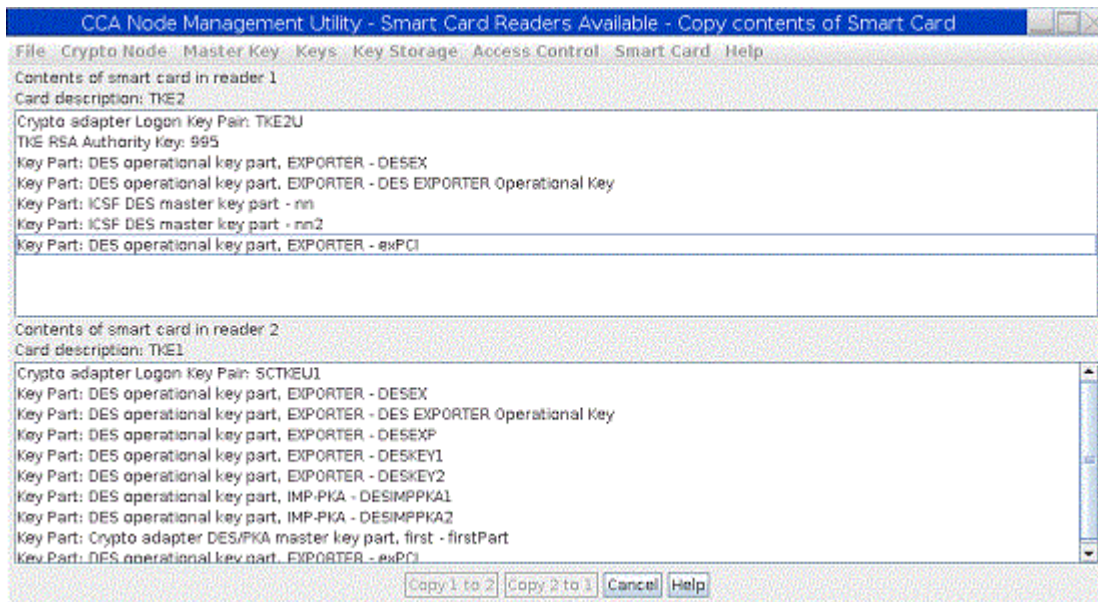 CCA Node Management Utility - Smart Card Readers Available - Copy contents of Smart Card
File Crypto Node Master Key Keys Key Storage Access Control Smart Card Help
Contents of smart card in reader 1
Card description: TKE2
Crypto adapter Logon Key Pair: TKE2U
TKE RSA Authority Key: 995
Key Part: DES operational key part, EXPORTER - DESEX
Key Part: DES operational key part, EXPORTER - DES EXPORTER Operational Key
Key Part: ICSF DES master key part - nn
Key Part: ICSF DES master key part - nn2
Key Part: DES operational key part, EXPORTER - exPCI
Contents of smart card in reader 2
Card description: TKE1
Crypto adapter Logon Key Pair: SCTKEU1
Key Part: DES operational key part, EXPORTER - DESEX
Key Part: DES operational key part, EXPORTER - DES EXPORTER Operational Key
Key Part: DES operational key part, EXPORTER - DESEXP
Key Part: DES operational key part, EXPORTER - DESKEY1
Key Part: DES operational key part, EXPORTER - DESKEY2
Key Part: DES operational key part, IMP-PKA - DESIMPPKA1
Key Part: DES operational key part, IMP-PKA - DESIMPPKA2
Key Part: Crypto adapter DES/PKA master key part, first - firstPart
Key Part: DES operational key part, EXPORTER - exPCI
Copy 1 to 2 Copy 2 to 1 Cancel Help